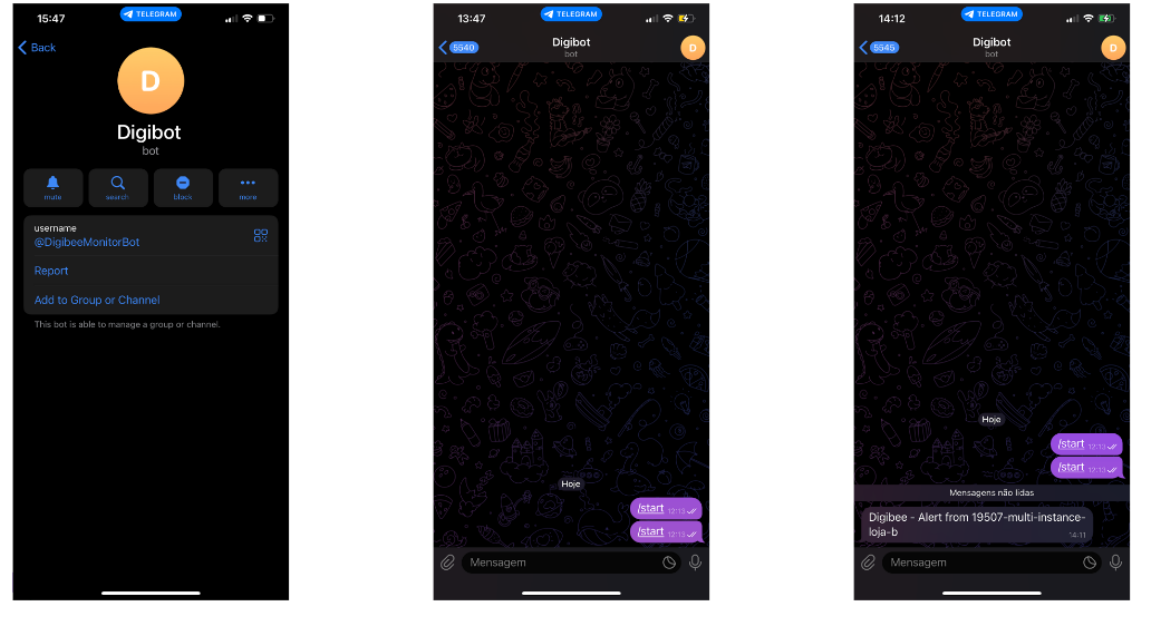 15:47
TELEGRAM
Back
D
Digibot
bot
mute
search
block
more
username
@DigibeeMonitorBot
Report
Add to Group or Channel
This bot is able to manage a group or channel.
13:47
TELEGRAM
5540
Digibot
bot
D
Hoje
/start 12:13
/start 12:13
Mensagem
14:12
TELEGRAM
5545
Digibot
bot
D
Hoje
/start 12:13
/start 12:13
Mensagens não lidas
Digibee - Alert from 19507-multi-instance-
loja-b
14:11
Mensagem